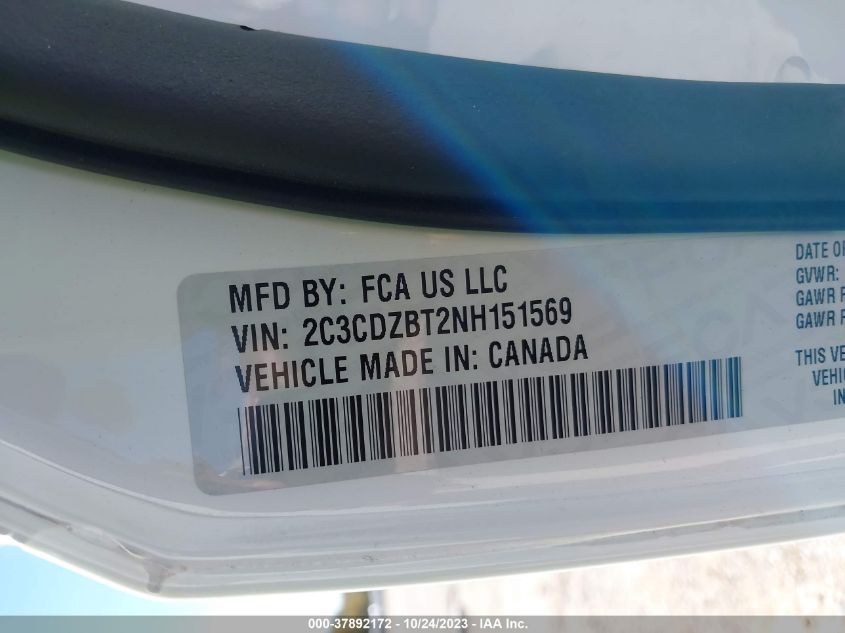 MFD BY: FCA US LLC
VIN: 2C3CDZBT2NH151569
VEHICLE MADE IN: CANADA
DATE OF
GVWR:
GAWR
GAWR
THIS VE
VEHI
IN
000-37892172 - 10/24/2023 - IAA Inc.